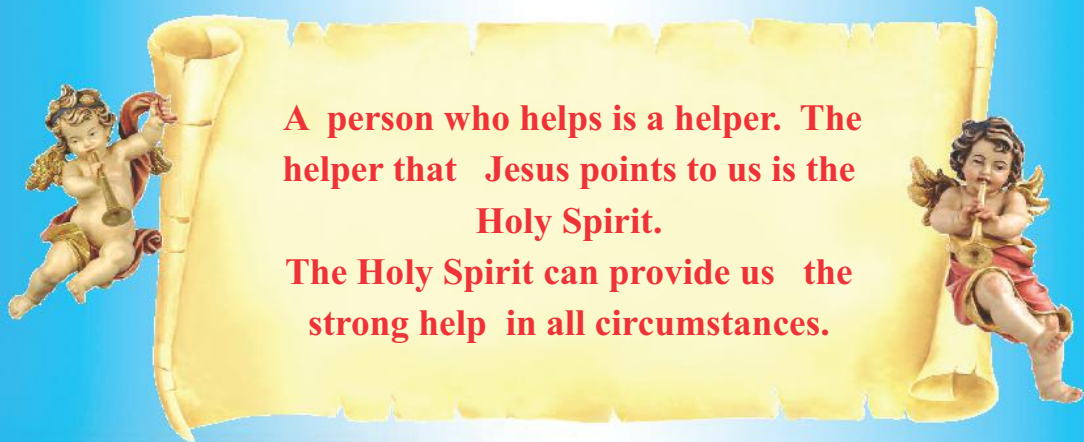 A person who helps is a helper. The
helper that Jesus points to us is the
Holy Spirit.
The Holy Spirit can provide us the
strong help in all circumstances.